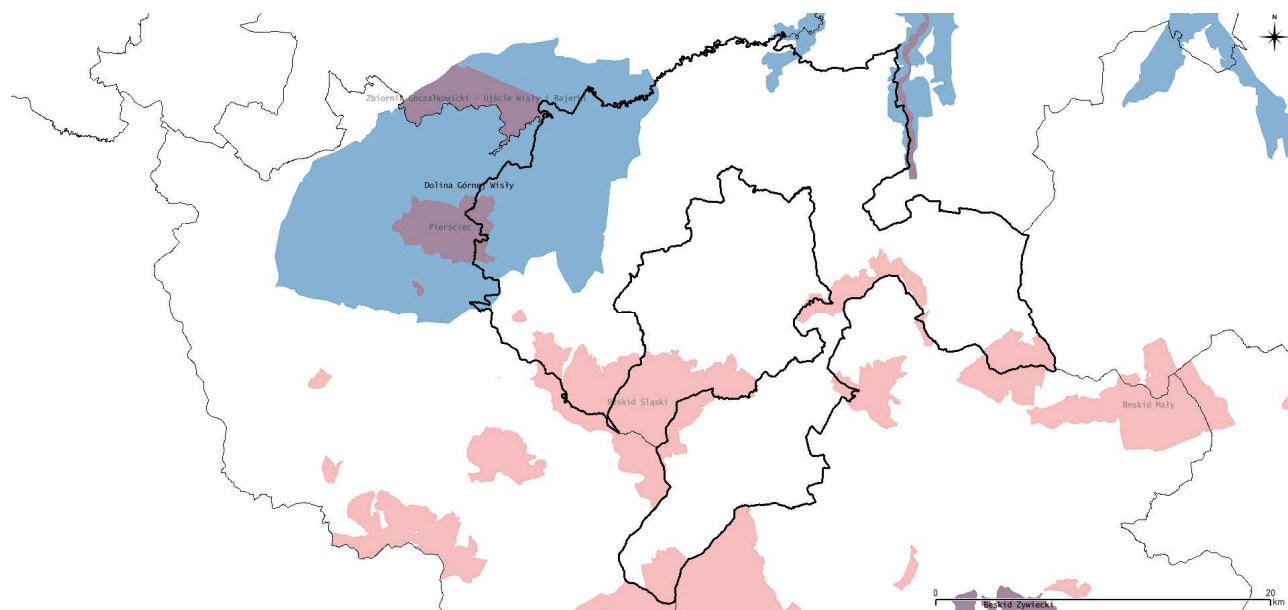 N
Zbiornik Goczałkowicki - Ujście Wisły i Bajerki
Dolina Górnej Wisły
Pierściec
Beskid Śląski
Beskid Mały
0
20
km
Beskid Żywiecki